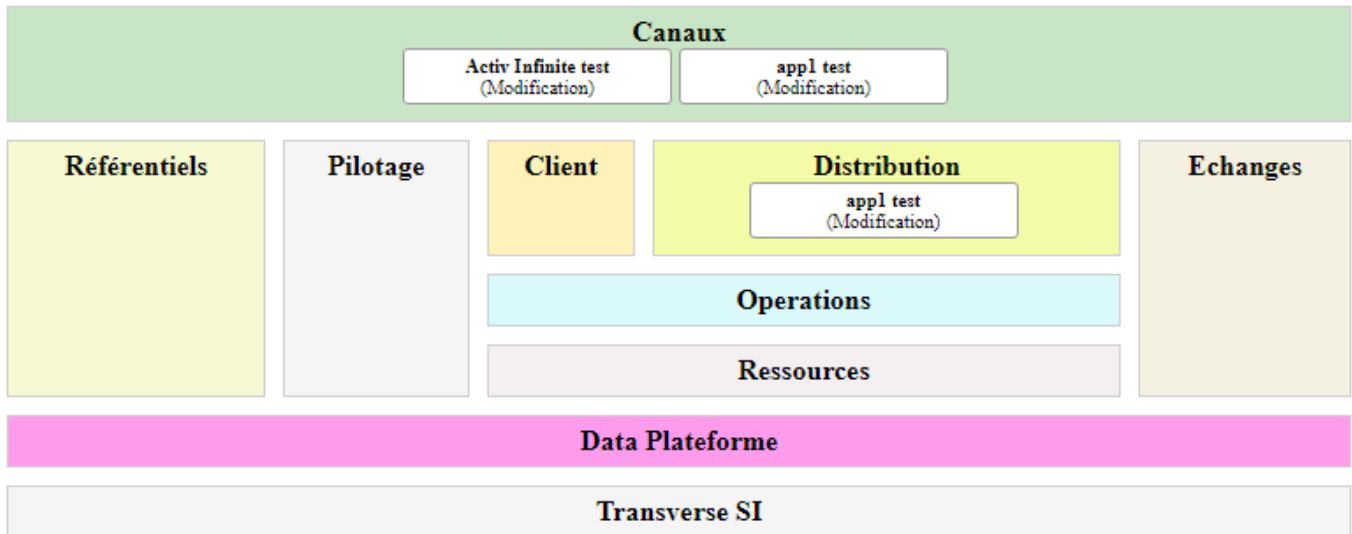 Canaux
Activ Infinite test
(Modification)
app1 test
(Modification)
Référentiels
Pilotage
Client
Distribution
app1 test
(Modification)
Echanges
Operations
Ressources
Data Plateforme
Transverse SI